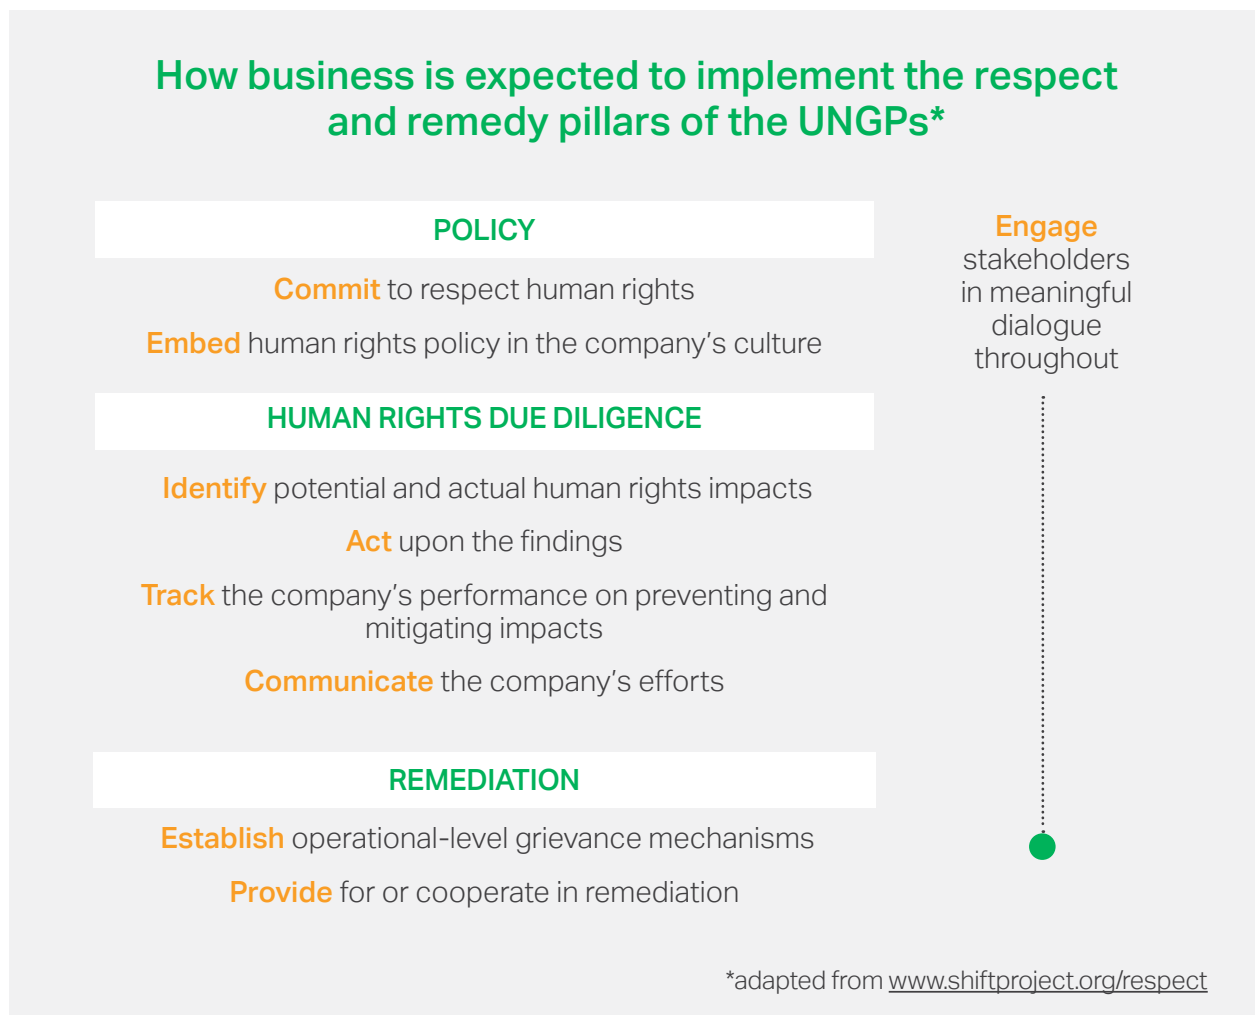 How business is expected to implement the respect
and remedy pillars of the UNGPs*
POLICY
Commit to respect human rights
Embed human rights policy in the company’s culture
HUMAN RIGHTS DUE DILIGENCE
Identify potential and actual human rights impacts
Act upon the findings
Track the company’s performance on preventing and
mitigating impacts
Communicate the company’s efforts
REMEDIATION
Establish operational-level grievance mechanisms
Provide for or cooperate in remediation
Engage
stakeholders
in meaningful
dialogue
throughout
*adapted from www.shiftproject.org/respect